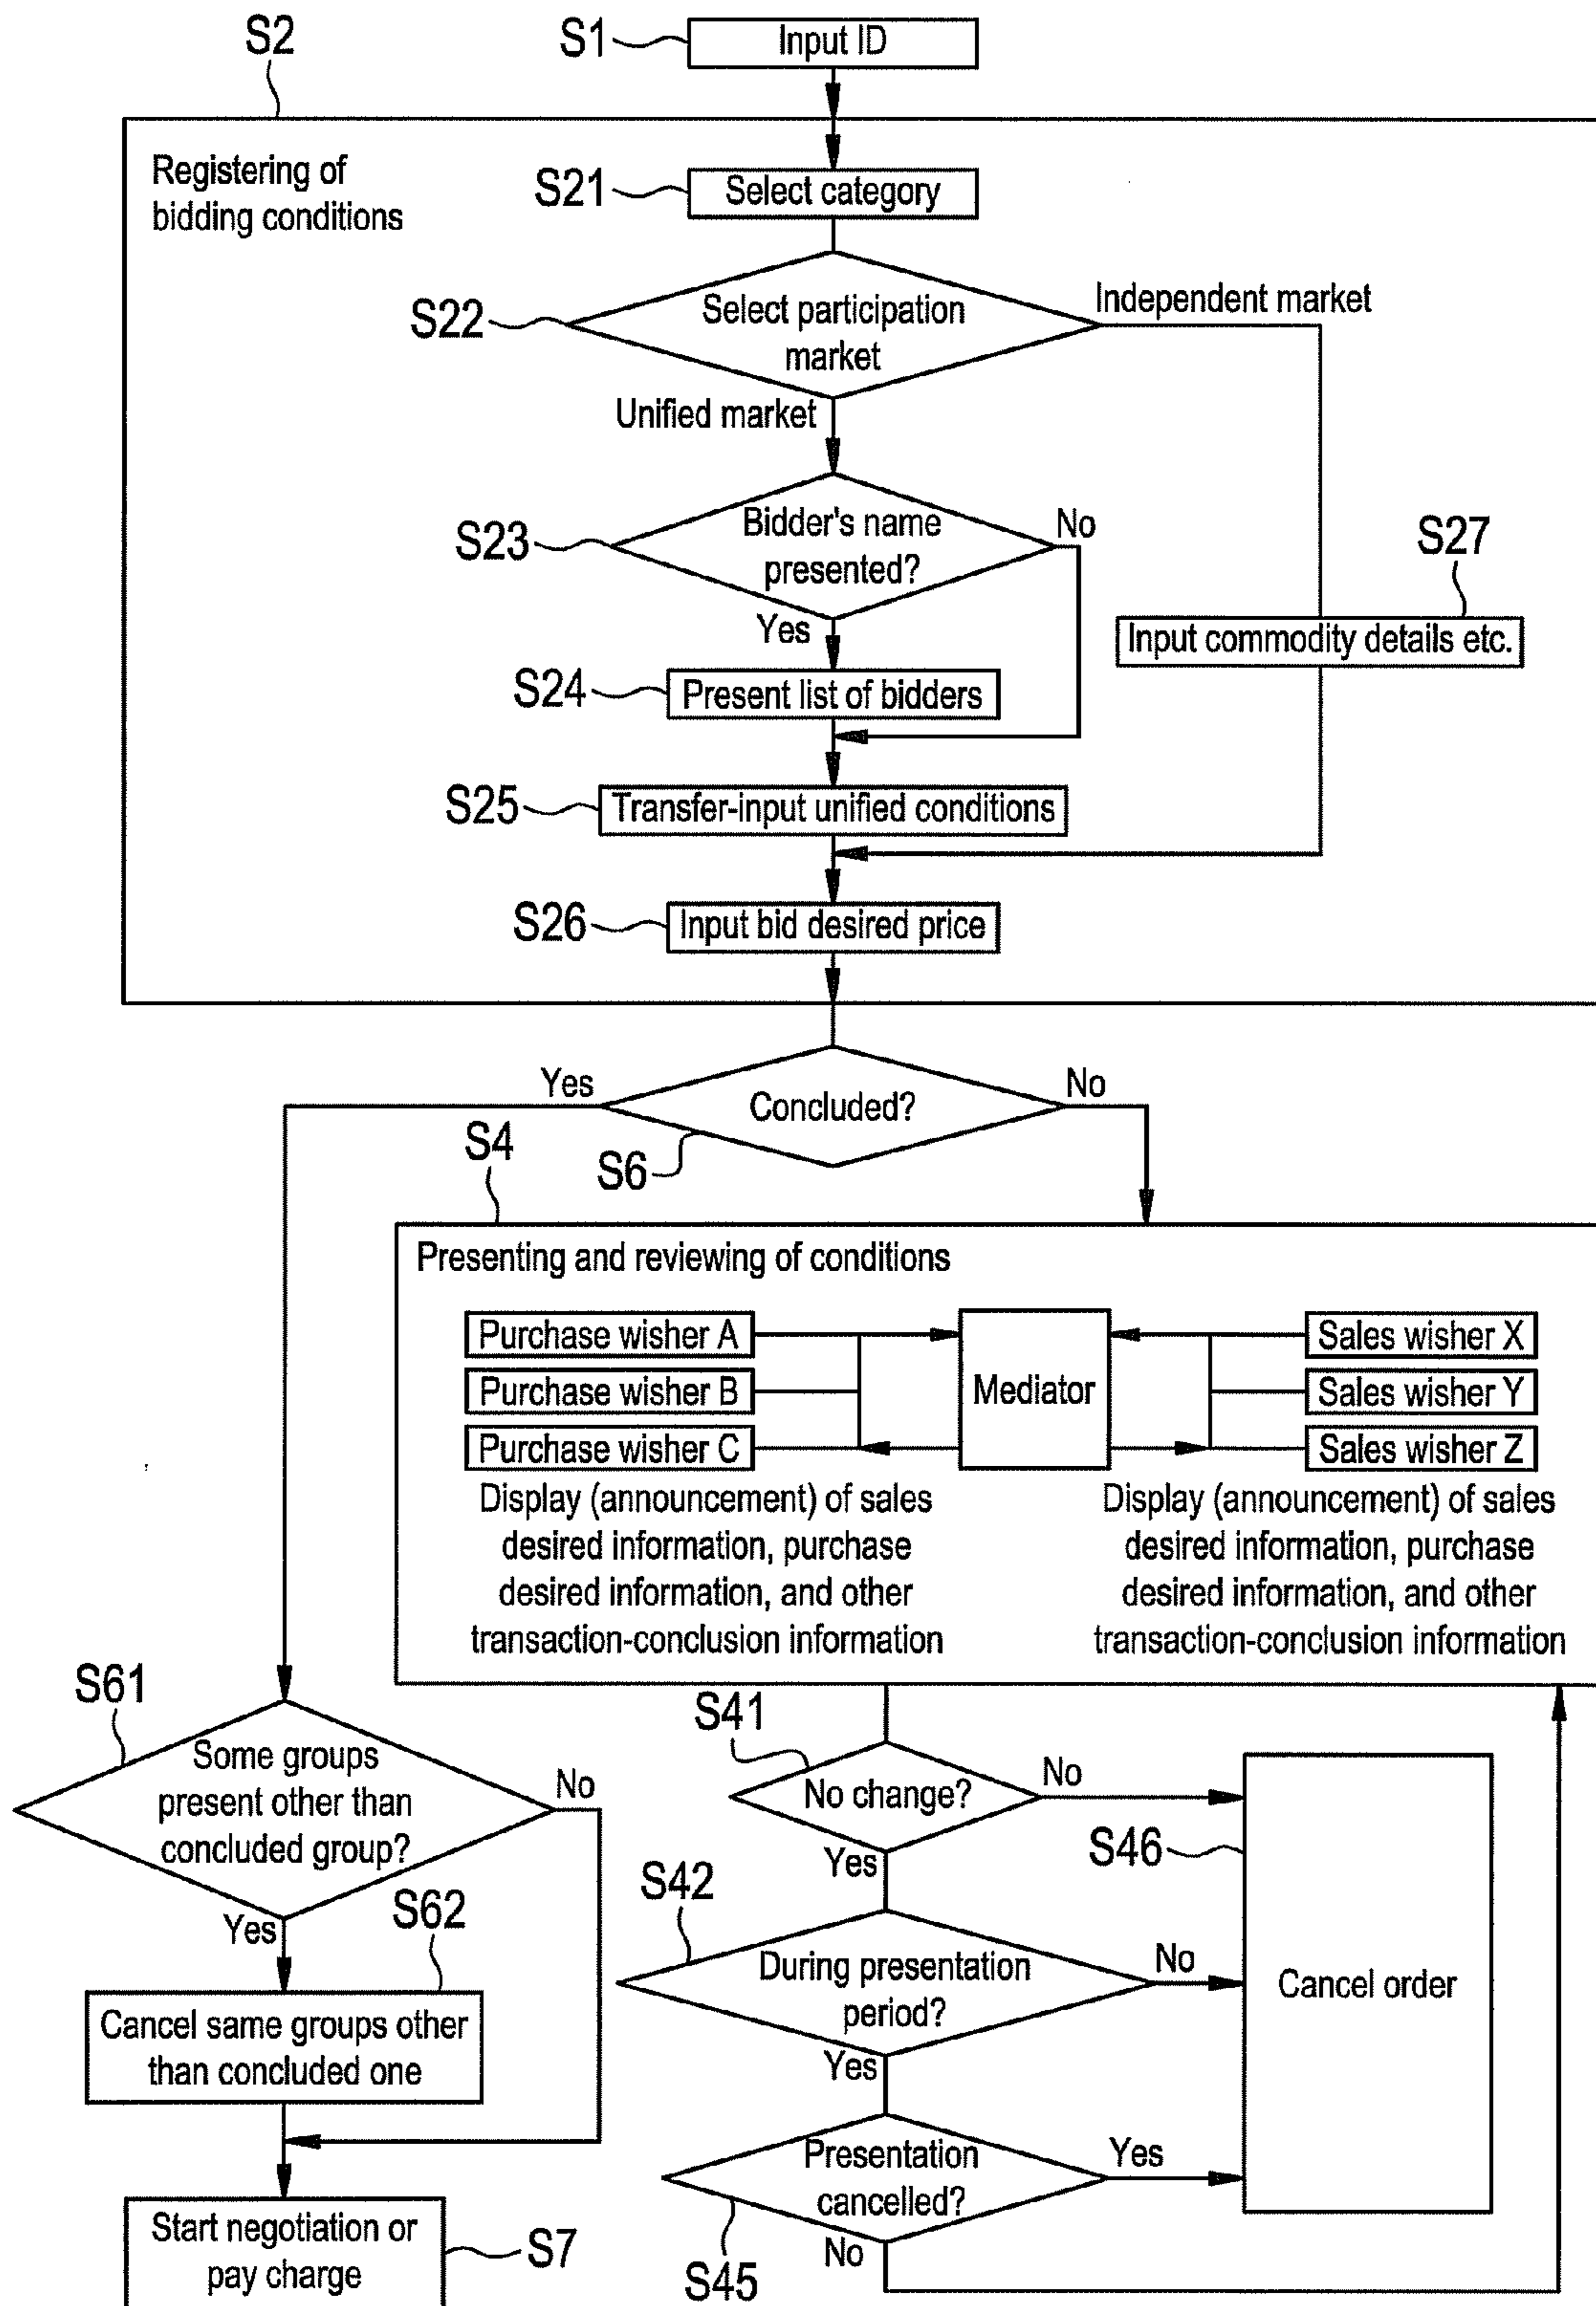 S1
Input ID
S2
Registering of
bidding conditions
S21
Select category
S22
Select participation
market
Independent market
Unified market
S23
Bidder's name
presented?
No
Yes
S27
Input commodity details etc.
S24
Present list of bidders
S25
Transfer-input unified conditions
S26
Input bid desired price
Yes
Concluded?
No
S6
S4
Presenting and reviewing of conditions
Purchase wisher A
Purchase wisher B
Purchase wisher C
Mediator
Sales wisher X
Sales wisher Y
Sales wisher Z
Display (announcement) of sales
desired information, purchase
desired information, and other
transaction-conclusion information
Display (announcement) of sales
desired information, purchase
desired information, and other
transaction-conclusion information
S61
Some groups
present other than
concluded group?
No
Yes
S62
Cancel same groups other
than concluded one
Start negotiation or
pay charge
S7
S41
No change?
No
Yes
S42
During presentation
period?
No
Yes
Presentation
cancelled?
Yes
No
S45
S46
Cancel order